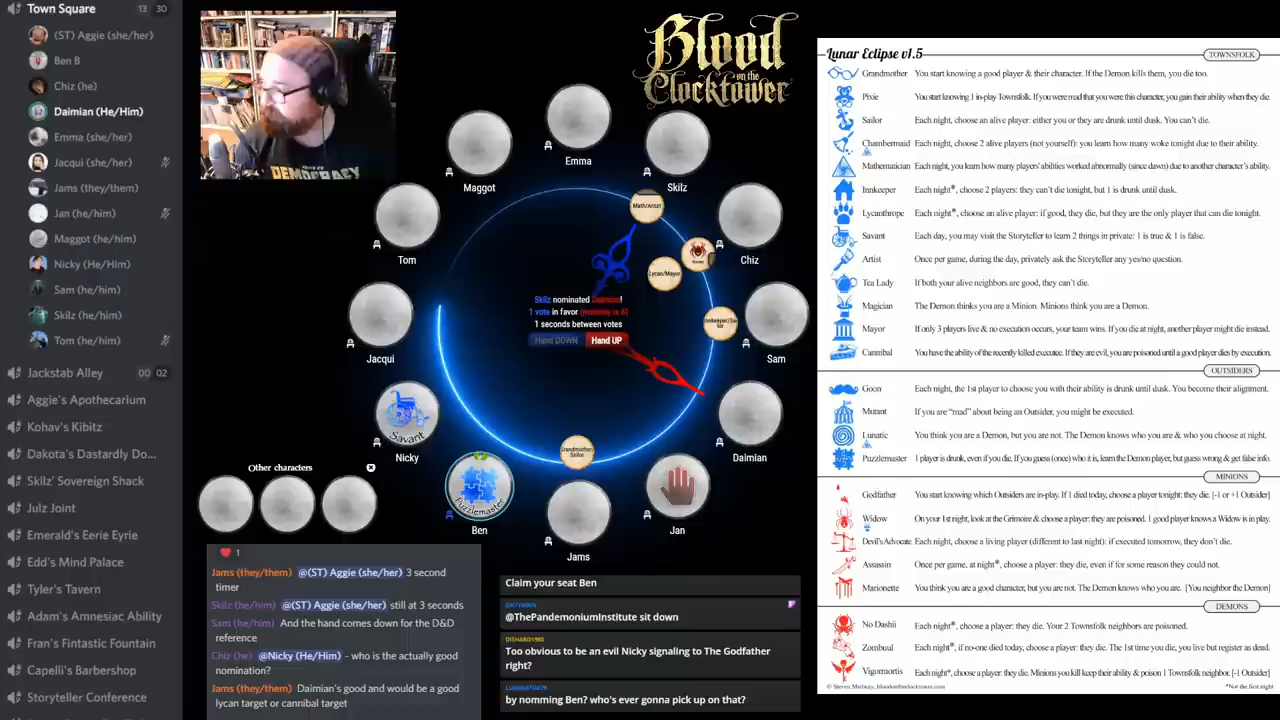 Town Square
13 30
(ST) Aggie (she/her)
Ben B
Chiz (he)
Daimian (He/Him)
Emma (she/her)
Jacqui (she/her)
Jams (they/them)
Jan (he/him)
Maggot (he/him)
Nicky (He/Him)
Sam (he/him)
Skilz (he/him)
Tom (he/him)
Jackstab Alley
00 02
Aggie's Apothecarium
Kohav's Kibitz
Dakota's Dastardly Do...
Skilz' Sovereign Shack
Julz Jont
Emerald's Eerie Eyrie
Edd's Mind Palace
Tyler's Tavern
Adam's Amnesiac Ability
Fran's Fierce Fountain
Capelli's Barbershop
Storyteller Conference
DEMOCRACY
Blood
on the
Clocktower
Emma
Maggot
Skilz
Tom
Chiz
Jacqui
Sam
Nicky
Daimian
Ben
Jan
Jams
Math/Artist
Lycan/Mayor
Savant
Puzzlemaster
Skilz nominated Daimian!
1 vote in favor (majority is 6)
1 seconds between votes
Hand DOWN
Hand UP
Other characters
1
Jams (they/them) @(ST) Aggie (she/her) 3 second
timer
Skilz (he/him) @(ST) Aggie (she/her) still at 3 seconds
Sam (he/him) And the hand comes down for the D&D
reference
Chiz (he) @Nicky (He/Him) - who is the actually good
nomination?
Jams (they/them) Daimian's good and would be a good
lycan target or cannibal target
Claim your seat Ben
@ThePandemoniumInstitute sit down
Too obvious to be an evil Nicky signaling to The Godfather
right?
by nomming Ben? who's ever gonna pick up on that?
Lunar Eclipse v1.5
TOWNSFOLK
Grandmother You start knowing a good player & their character. If the Demon kills them, you die too.
Pixie You start knowing 1 in-play Townsfolk. If you were mad that you were this character, you gain their ability when they die.
Sailor Each night, choose an alive player: either you or they are drunk until dusk. You can't die.
Chambermaid Each night, choose 2 alive players (not yourself): you learn how many woke tonight due to their ability.
Mathematician Each night, you learn how many players' abilities worked abnormally (since dawn) due to another character's ability.
Innkeeper Each night*, choose 2 players: they can't die tonight, but 1 is drunk until dusk.
Lycanthrope Each night*, choose an alive player: if good, they die, but they are the only player that can die tonight.
Savant Each day, you may visit the Storyteller to learn 2 things in private: 1 is true & 1 is false.
Artist Once per game, during the day, privately ask the Storyteller any yes/no question.
Tea Lady If both your alive neighbors are good, they can't die.
Magician The Demon thinks you are a Minion. Minions think you are a Demon.
Mayor If only 3 players live & no execution occurs, your team wins. If you die at night, another player might die instead.
Cannibal You have the ability of the recently killed executee. If they are evil, you are poisoned until a good player dies by execution.
OUTSIDERS
Goon Each night, the 1st player to choose you with their ability is drunk until dusk. You become their alignment.
Mutant If you are "mad" about being an Outsider, you might be executed.
Lunatic You think you are a Demon, but you are not. The Demon knows who you are & who you choose at night.
Puzzlemaster 1 player is drunk, even if you die. If you guess (once) who it is, learn the Demon player, but guess wrong & get false info.
MINIONS
Godfather You start knowing which Outsiders are in-play. If 1 died today, choose a player tonight: they die. [-1 or +1 Outsider]
Widow On your 1st night, look at the Grimoire & choose a player: they are poisoned. 1 good player knows a Widow is in play.
Devil's Advocate Each night, choose a living player (different to last night): if executed tomorrow, they don't die.
Assassin Once per game, at night*, choose a player: they die, even if for some reason they could not.
Marionette You think you are a good character, but you are not. The Demon knows who you are. [You neighbor the Demon]
DEMONS
No Dashii Each night*, choose a player: they die. Your 2 Townsfolk neighbors are poisoned.
Zombuul Each night*, if no-one died today, choose a player: they die. The 1st time you die, you live but register as dead.
Vigormortis Each night*, choose a player: they die. Minions you kill keep their ability & poison 1 Townsfolk neighbor. [-1 Outsider]
© Steven Medway, bloodontheclocktower.com
*Not the first night